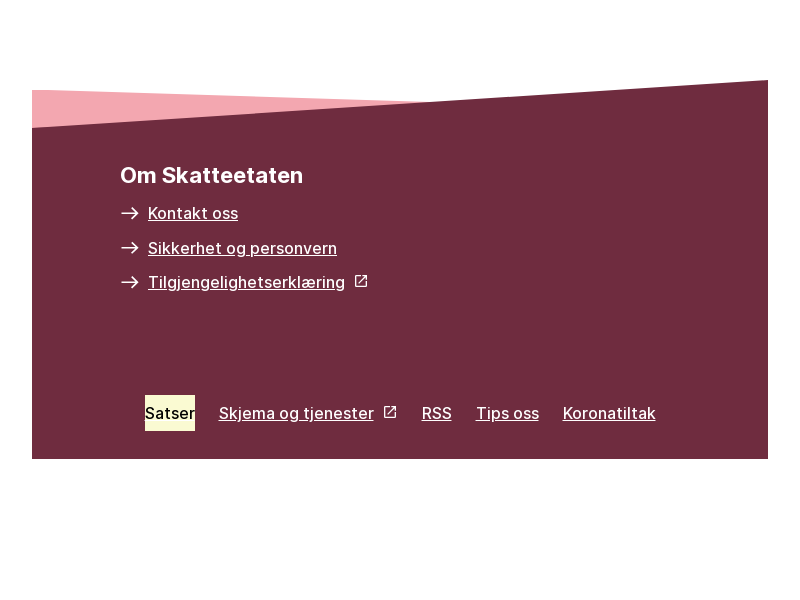 Om Skatteetaten
Kontakt oss
Sikkerhet og personvern
Tilgjengelighetserklæring
Satser Skjema og tjenester RSS Tips oss Koronatiltak